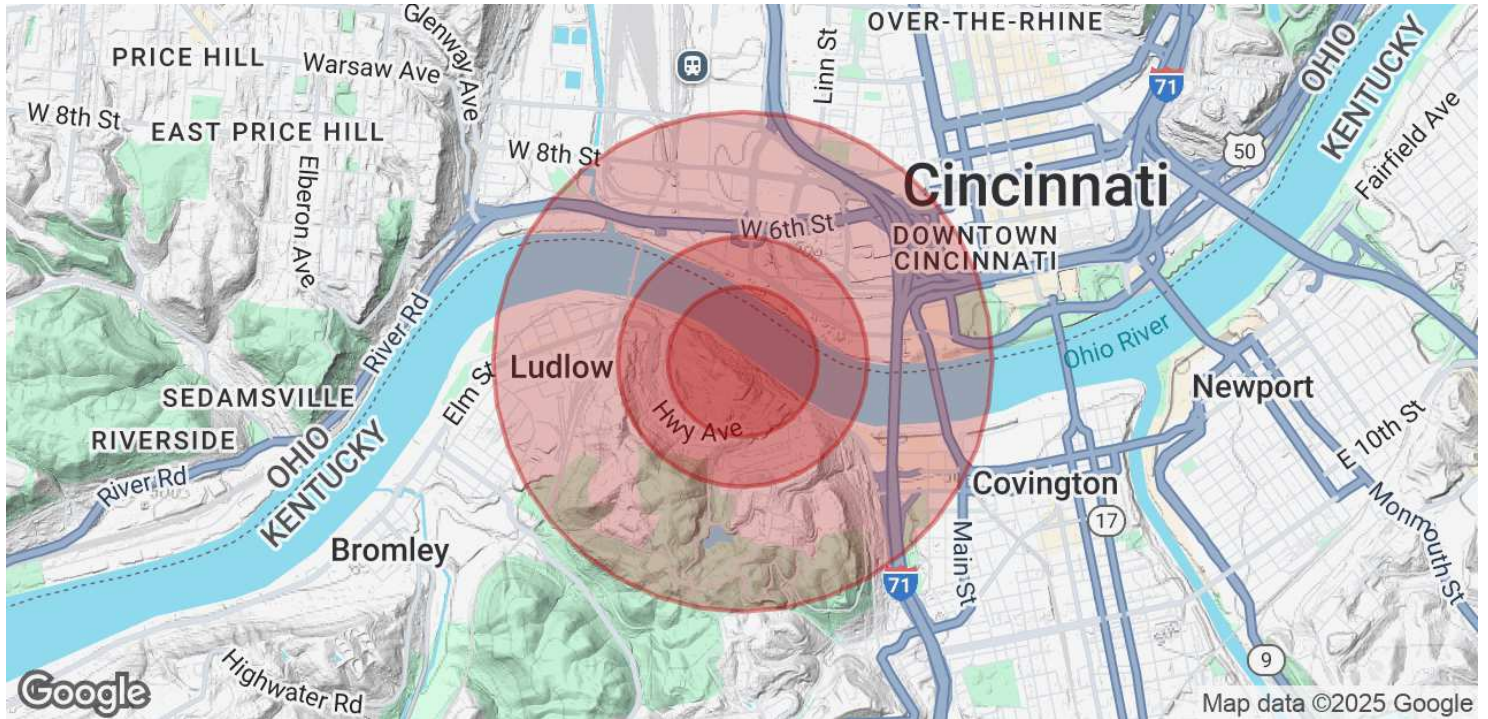 OVER-THE-RHINE
Glenway Ave
PRICE HILL
Warsaw Ave
Linn St
71
OHIO
KENTUCKY
W 8th St
EAST PRICE HILL
W 8th St
50
Fairfield Ave
Elberon Ave
Cincinnati
W 6th St
DOWNTOWN
CINCINNATI
River Rd
Ohio River
Ludlow
Elm St
Newport
SEDAMSVILLE
Hwy Ave
RIVERSIDE
E 10th St
OHIO
KENTUCKY
River Rd
Covington
17
Monmouth St
Bromley
Main St
71
9
Highwater Rd
Google
Map data ©2025 Google